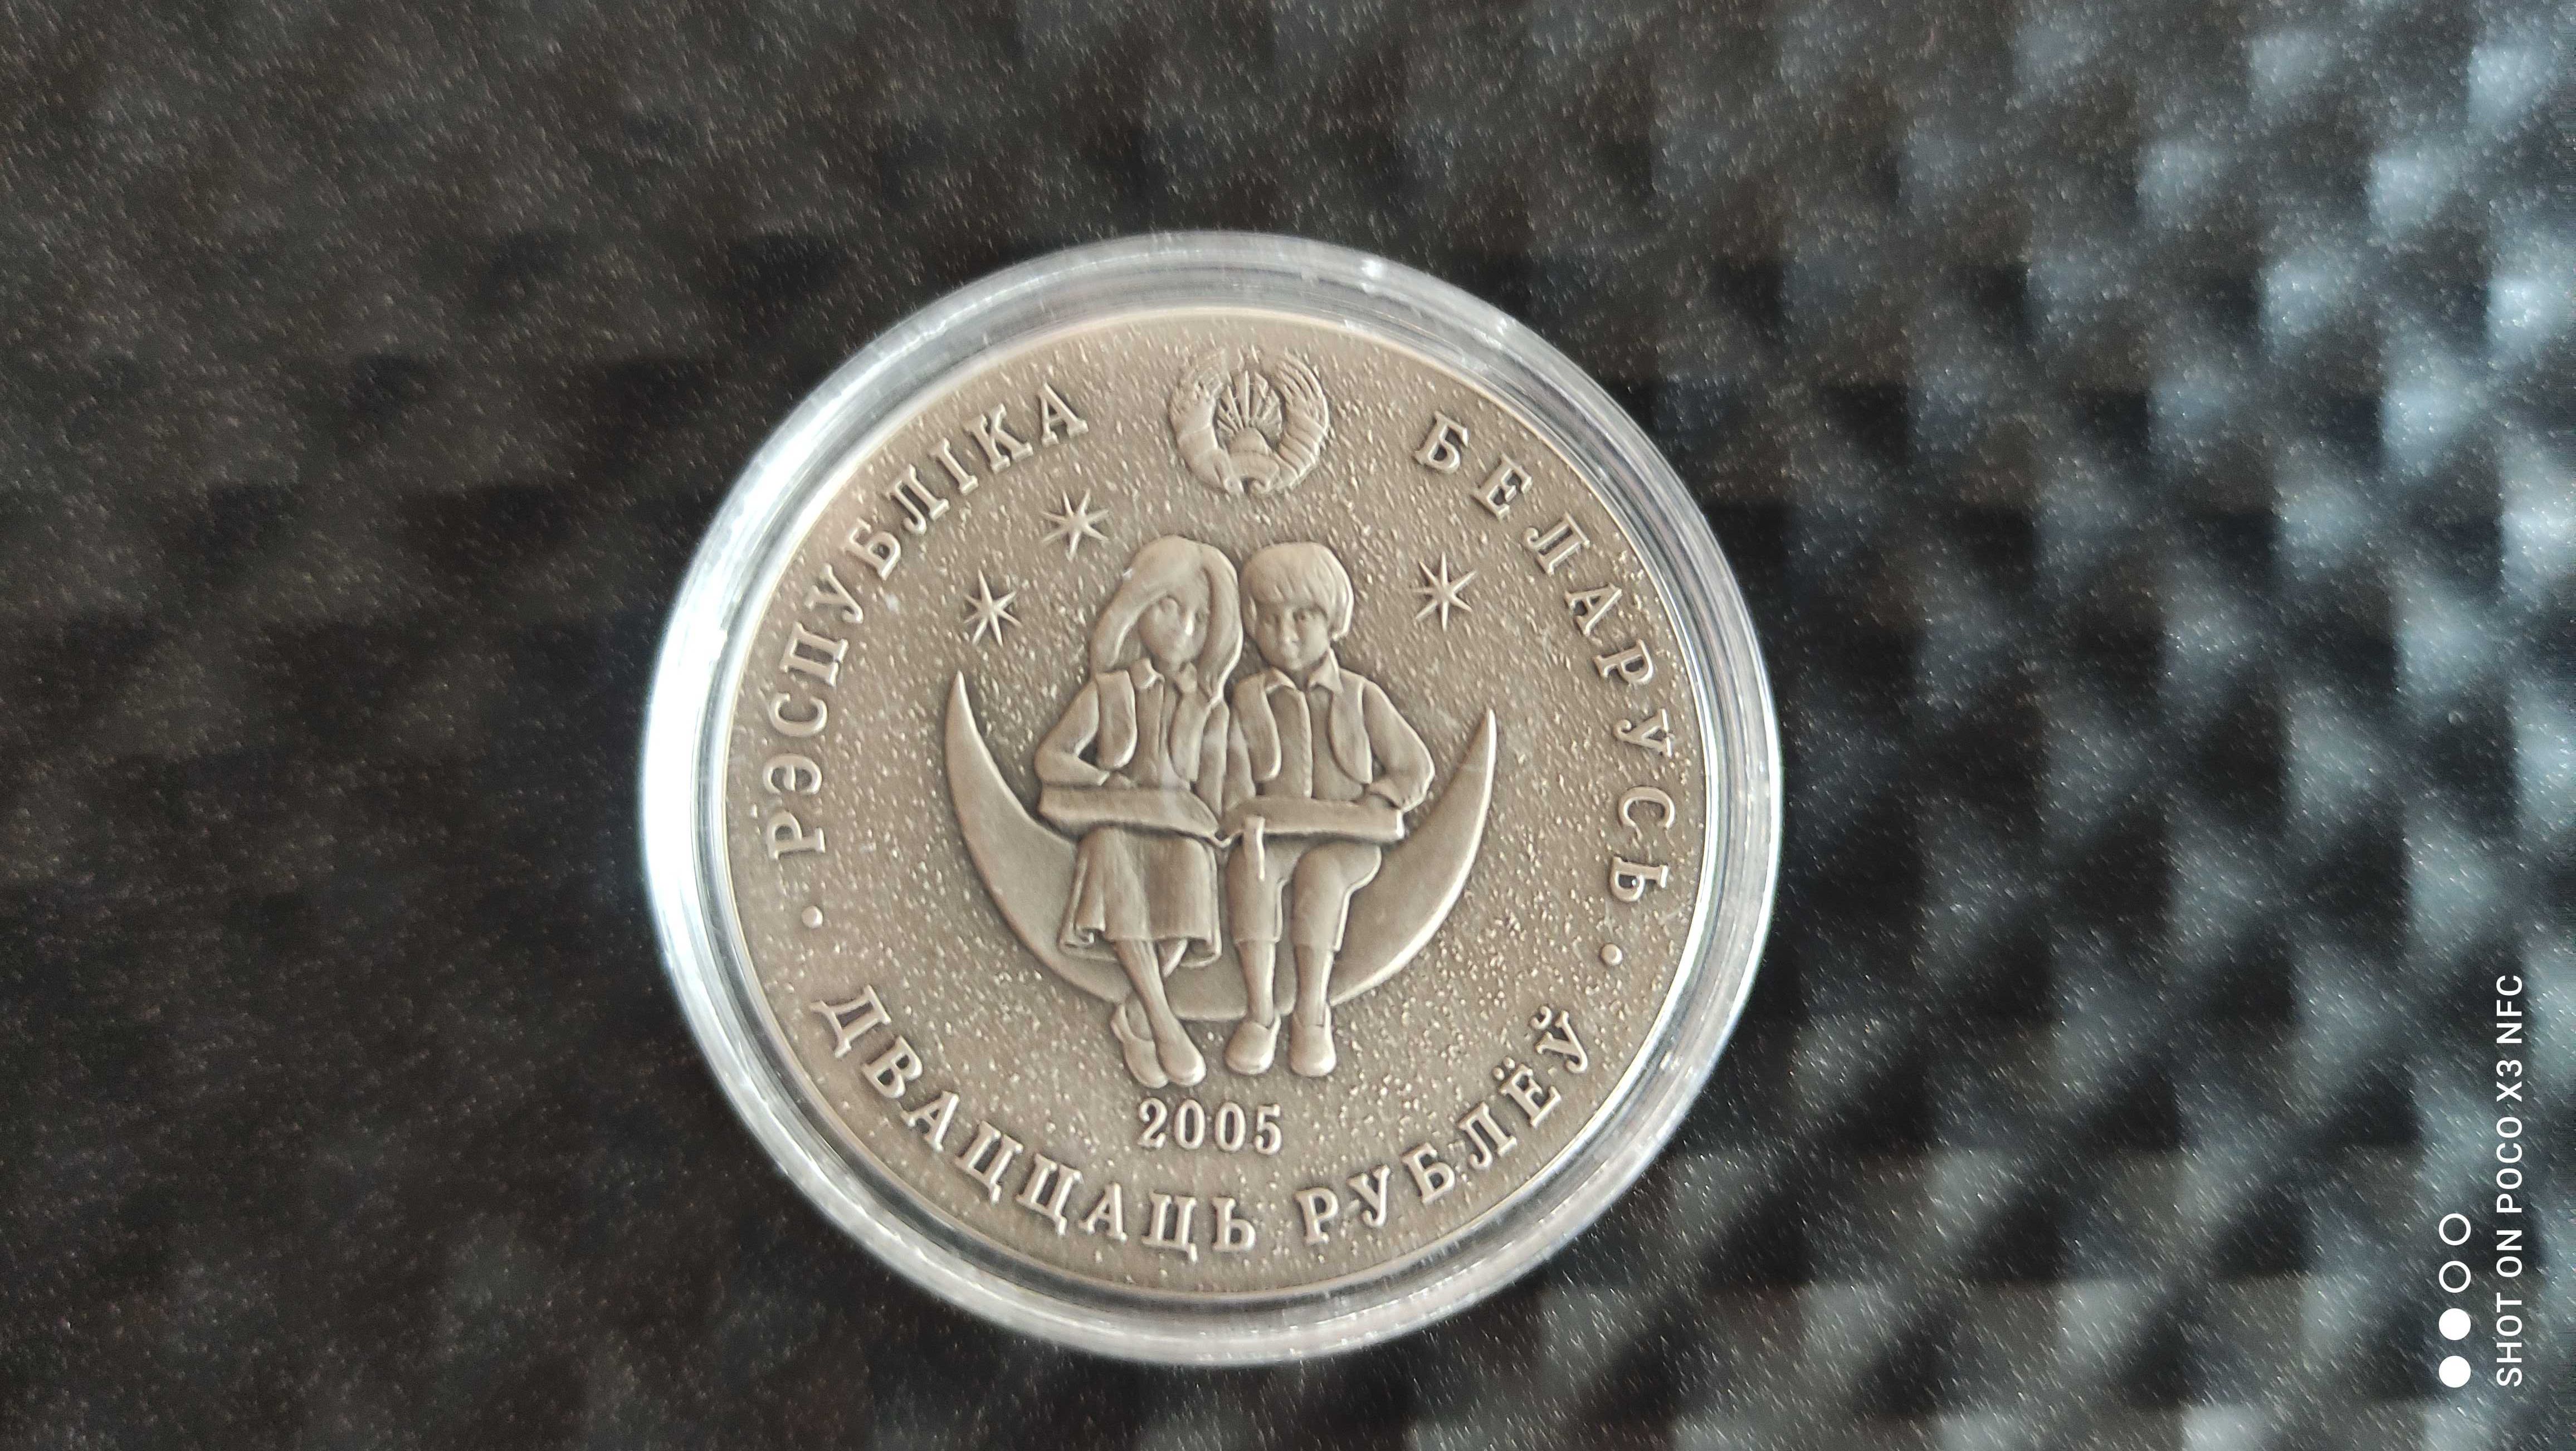 РЭСПУБЛІКА БЕЛАРУСЬ
2005
ДВАЦЦАЦЬ РУБЛЁЎ
SHOT ON POCO X3 NFC